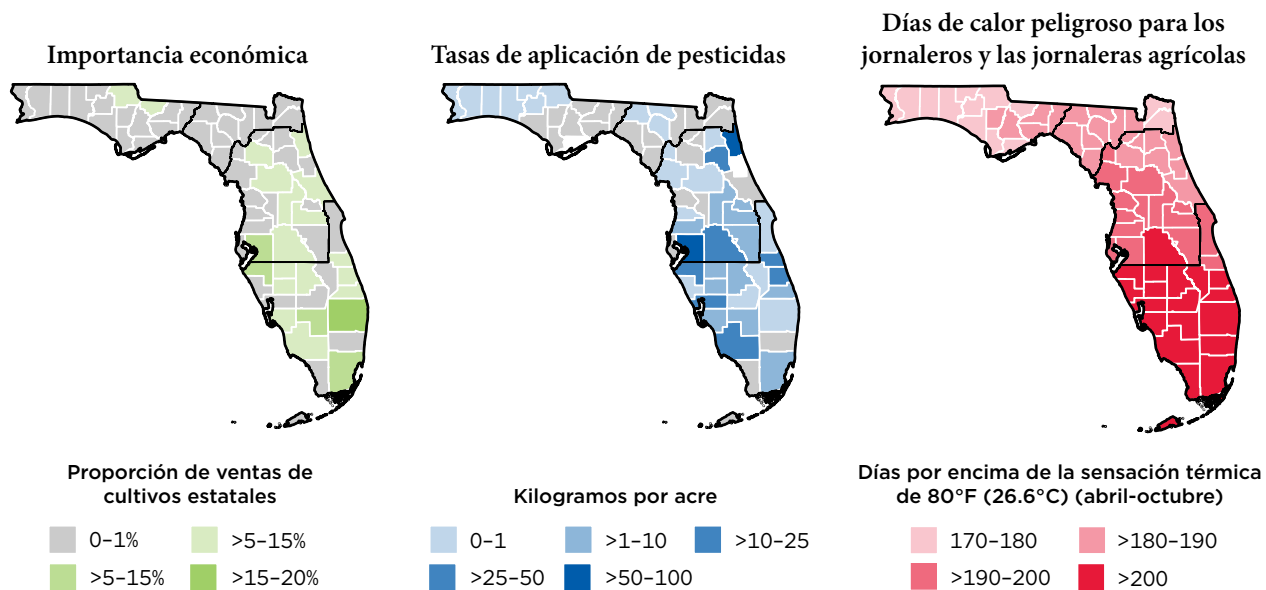 Importancia económica
Proporción de ventas de
cultivos estatales
0–1%
>5–15%
>5–15%
>15–20%
Tasas de aplicación de pesticidas
Kilogramos por acre
0–1
>1–10
>10–25
>25–50
>50–100
Días de calor peligroso para los
jornaleros y las jornaleras agrícolas
Días por encima de la sensación térmica
de 80°F (26.6°C) (abril-octubre)
170–180
>180–190
>190–200
>200